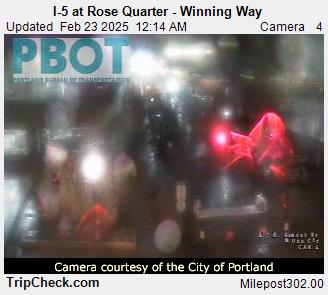 I-5 at Rose Quarter - Winning Way
Updated Feb 23 2025 12:14 AM Camera 4
PBOT
PORTLAND BUREAU OF TRANSPORTATION
Camera courtesy of the City of Portland
TripCheck.com Milepost302.00